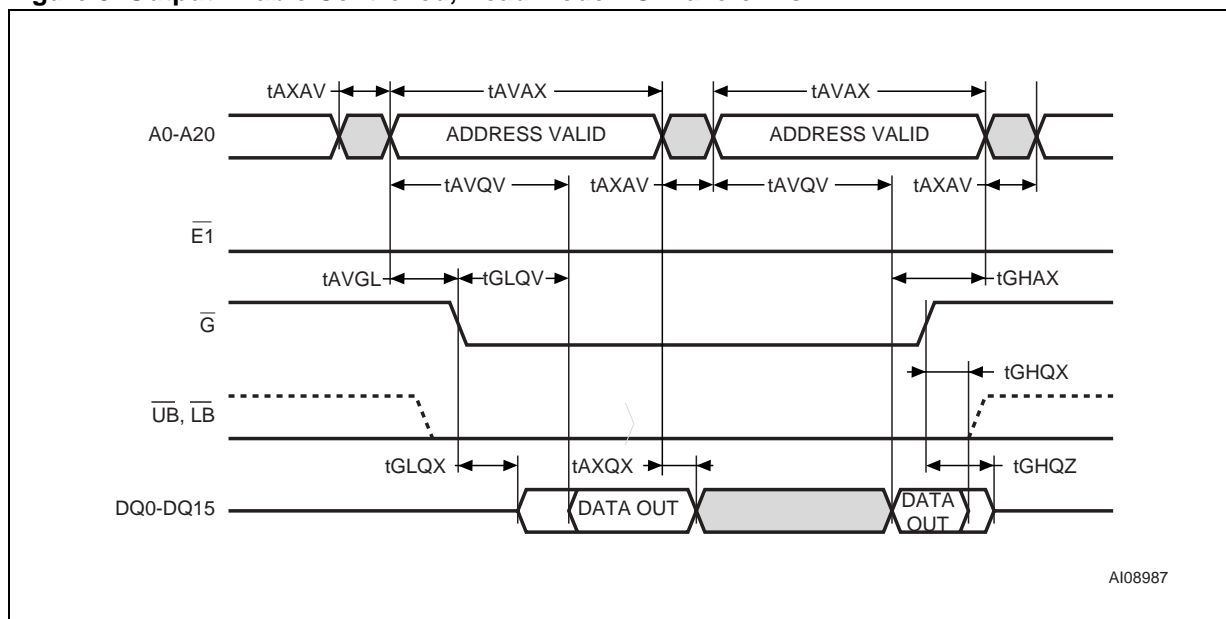 tAXAV
tAVAX
tAVAX
A0-A20
ADDRESS VALID
ADDRESS VALID
tAVQV
tAXAV
tAVQV
tAXAV
E1
tAVGL
tGLQV
tGHAX
G
tGHQX
UB, LB
tGLQX
tAXQX
tGHQZ
DQ0-DQ15
DATA OUT
DATA
OUT
AI08987